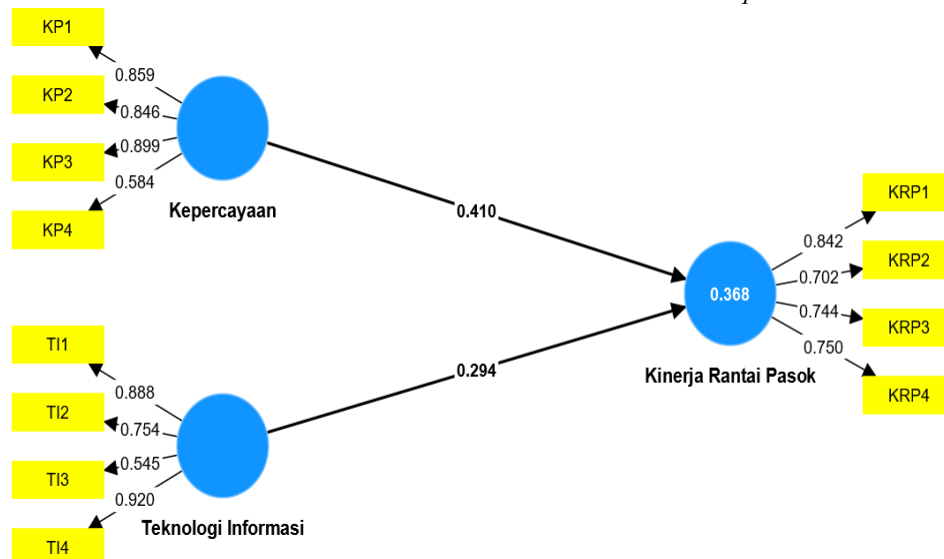 KP1
KP2
KP3
KP4
0.859
0.846
0.899
0.584
Kepercayaan
TI1
TI2
TI3
TI4
0.888
0.754
0.545
0.920
Teknologi Informasi
0.410
0.294
0.368
Kinerja Rantai Pasok
0.842
0.702
0.744
0.750
KRP1
KRP2
KRP3
KRP4